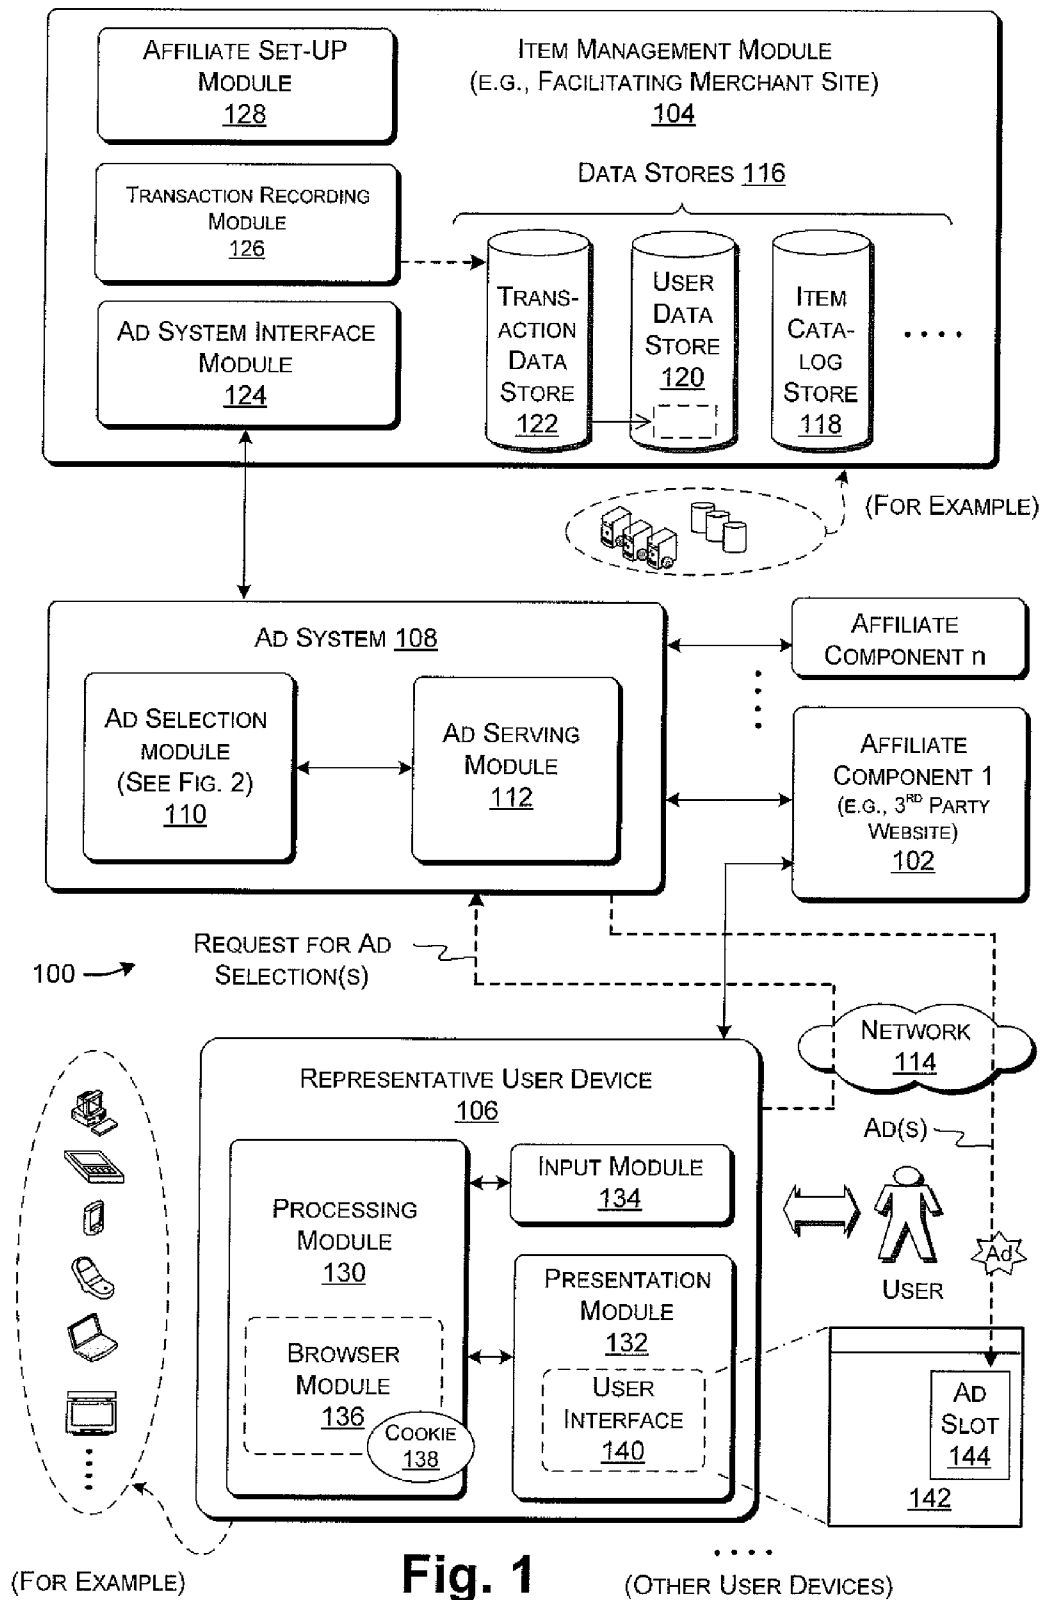 AFFILIATE SET-UP
MODULE
128
ITEM MANAGEMENT MODULE
(E.G., FACILITATING MERCHANT SITE)
104
TRANSACTION RECORDING
MODULE
126
DATA STORES 116
AD SYSTEM INTERFACE
MODULE
124
TRANS-
ACTION
DATA
STORE
122
USER
DATA
STORE
120
ITEM
CATA-
LOG
STORE
118
(FOR EXAMPLE)
AD SYSTEM 108
AD SELECTION
MODULE
(SEE FIG. 2)
110
AD SERVING
MODULE
112
AFFILIATE
COMPONENT n
AFFILIATE
COMPONENT 1
(E.G., 3RD PARTY
WEBSITE)
102
REQUEST FOR AD
SELECTION(S)
100
NETWORK
114
REPRESENTATIVE USER DEVICE
106
AD(S)
PROCESSING
MODULE
130
INPUT MODULE
134
USER
Ad
PRESENTATION
MODULE
132
BROWSER
MODULE
136
COOKIE
138
USER
INTERFACE
140
AD
SLOT
144
142
(FOR EXAMPLE)
Fig. 1
(OTHER USER DEVICES)